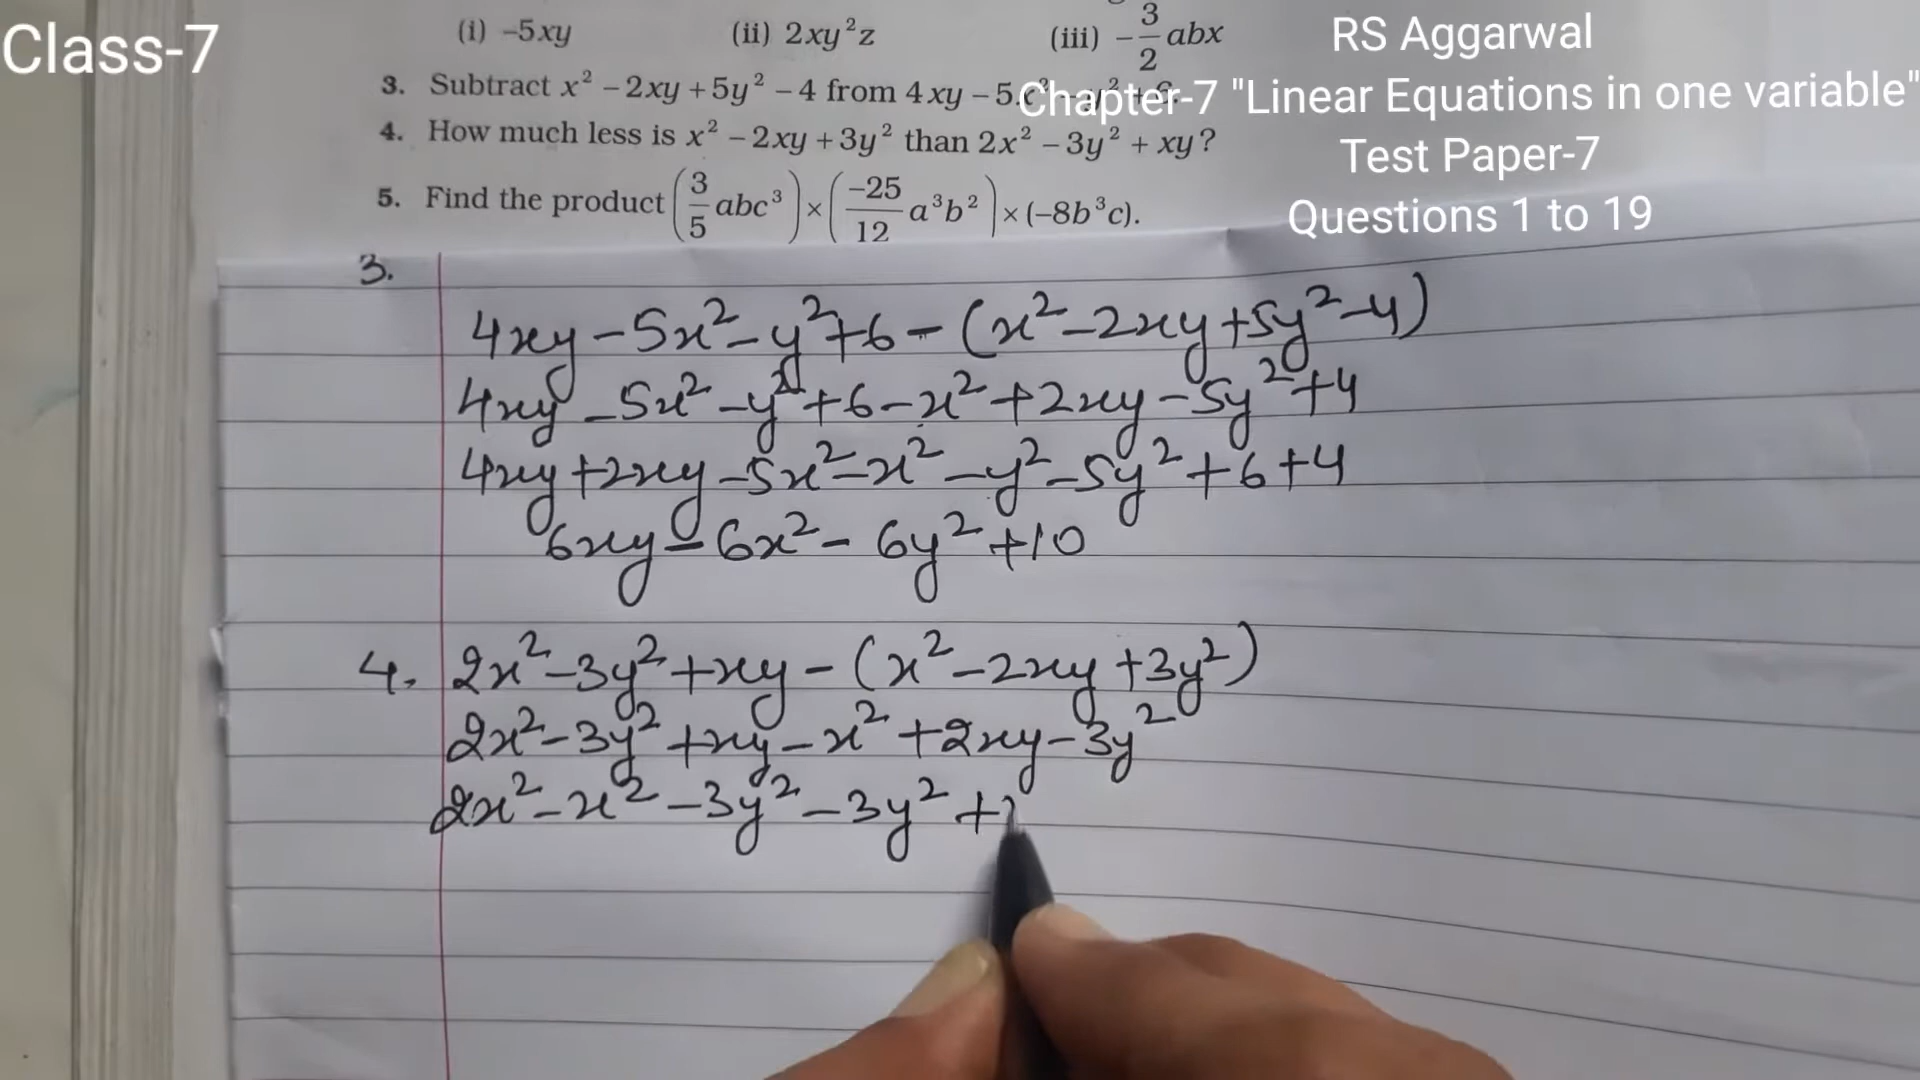 Class-7
(i) -5xy (ii) 2xy²z (iii) -3/2 abx
RS Aggarwal
3. Subtract x² - 2xy + 5y² - 4 from 4xy - 5
Chapter-7 "Linear Equations in one variable"
4. How much less is x² - 2xy + 3y² than 2x² - 3y² + xy?
Test Paper-7
5. Find the product (3/5 abc³) × (-25/12 a³b²) × (-8b³c).
Questions 1 to 19
3.
4xy - 5x² - y² + 6 - (x² - 2xy + 5y² - 4)
4xy - 5x² - y² + 6 - x² + 2xy - 5y² + 4
4xy + 2xy - 5x² - x² - y² - 5y² + 6 + 4
6xy - 6x² - 6y² + 10
4. 2x² - 3y² + xy - (x² - 2xy + 3y²)
2x² - 3y² + xy - x² + 2xy - 3y²
2x² - x² - 3y² - 3y² +